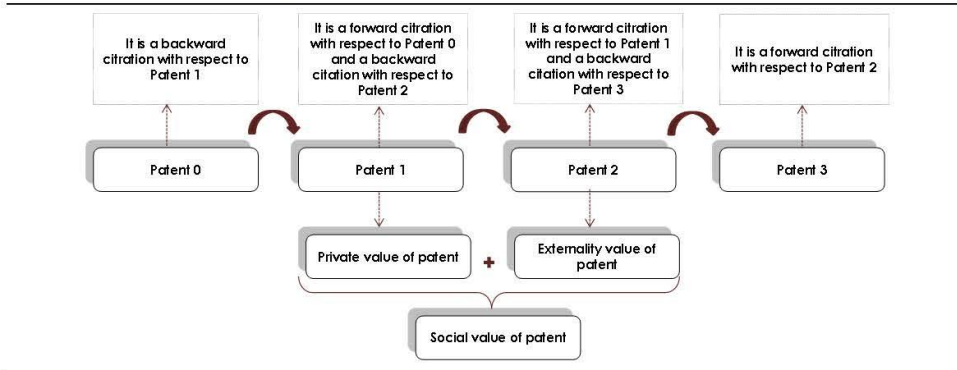 It is a backward
citration with respect to
Patent 1
It is a forward citration
with respect to Patent 0
and a backward
citation with respect to
Patent 2
It is a forward citration
with respect to Patent 1
and a backward
citation with respect to
Patent 3
It is a forward citration
with respect to Patent 2
Patent 0
Patent 1
Patent 2
Patent 3
Private value of patent
+
Externality value of
patent
Social value of patent